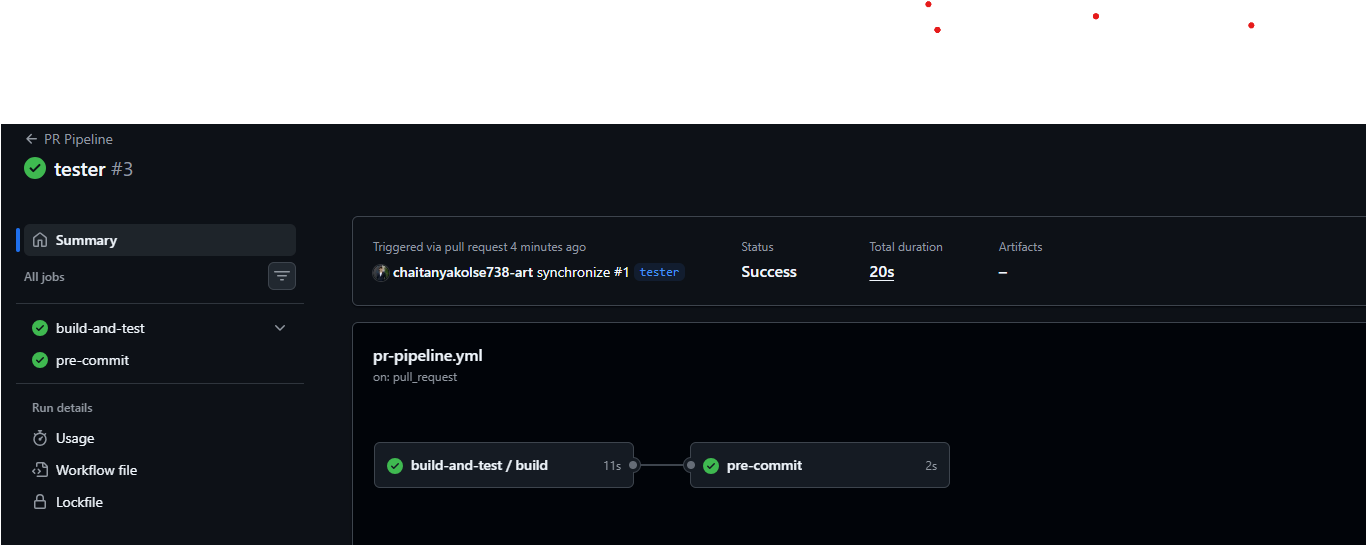 PR Pipeline
tester #3
Summary
All jobs
build-and-test
pre-commit
Run details
Usage
Workflow file
Lockfile
Triggered via pull request 4 minutes ago
chaitanyakolse738-art synchronize #1 tester
Status
Success
Total duration
20s
Artifacts
–
pr-pipeline.yml
on: pull_request
build-and-test / build 11s
pre-commit 2s